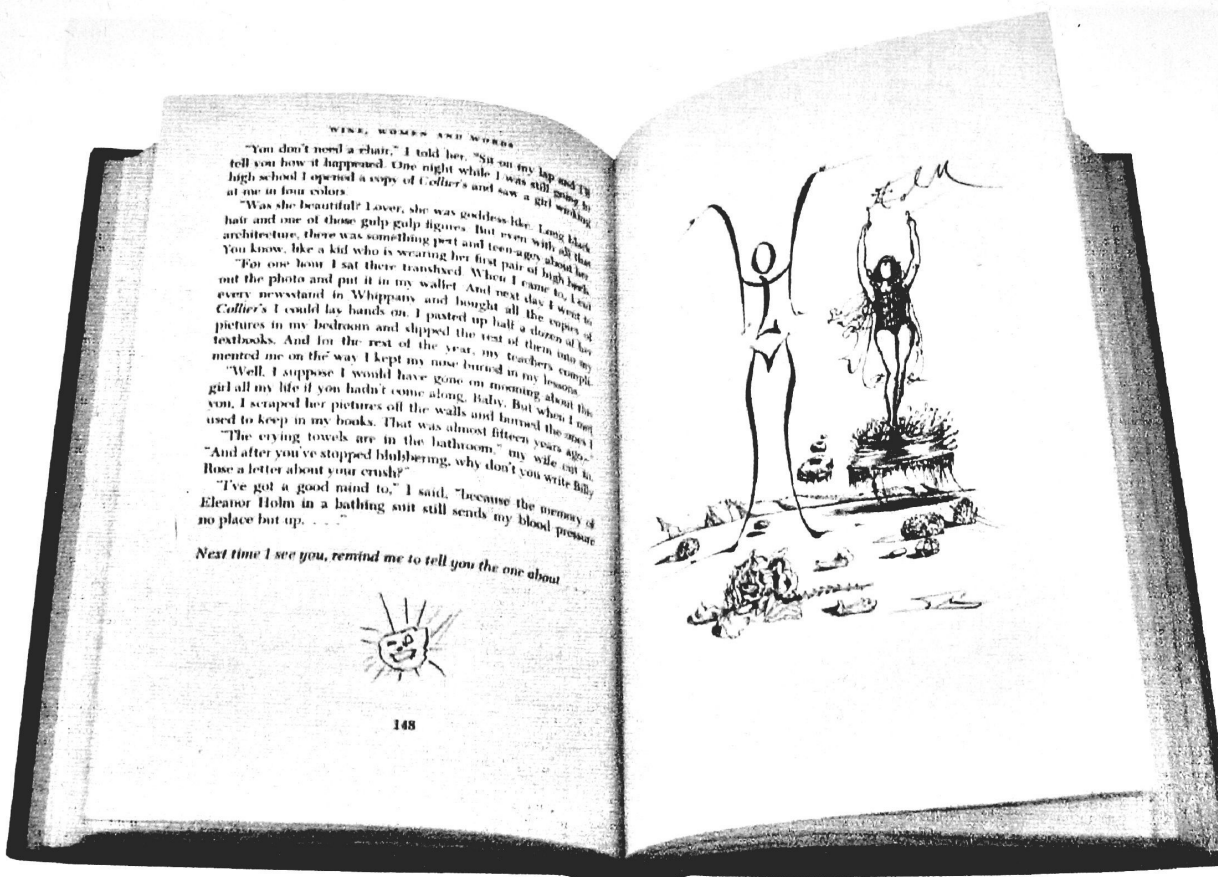 WINE, WOMEN AND WORDS
"You don't need a chair," I told her. "Sit on my lap and I'll
tell you how it happened. One night while I was still going to
high school I opened a copy of Collier's and saw a girl winking
at me in four colors.
"Was she beautiful? Lover, she was goddess-like. Long black
hair and one of those gulp gulp figures. But even with all that
architecture, there was something pert and teen-agey about her.
You know, like a kid who is wearing her first pair of high heels.
"For one hour I sat there transfixed. When I came to, I cut
out the photo and put it in my wallet. And next day I went to
every newsstand in Whippany and bought all the copies of
Collier's I could lay hands on. I pasted up half a dozen of her
pictures in my bedroom and slipped the rest of them into my
textbooks. And for the rest of the year, my teachers compli-
mented me on the way I kept my nose buried in my lessons.
"Well, I suppose I would have gone on mooning about this
girl all my life if you hadn't come along, Baby. But when I met
you, I scraped her pictures off the walls and burned the ones I
used to keep in my books. That was almost fifteen years ago."
"The crying towels are in the bathroom," my wife cut in.
"And after you've stopped blubbering, why don't you write Billy
Rose a letter about your crush?"
"I've got a good mind to," I said, "because the memory of
Eleanor Holm in a bathing suit still sends my blood pressure
no place but up. . . ."
Next time I see you, remind me to tell you the one about
148